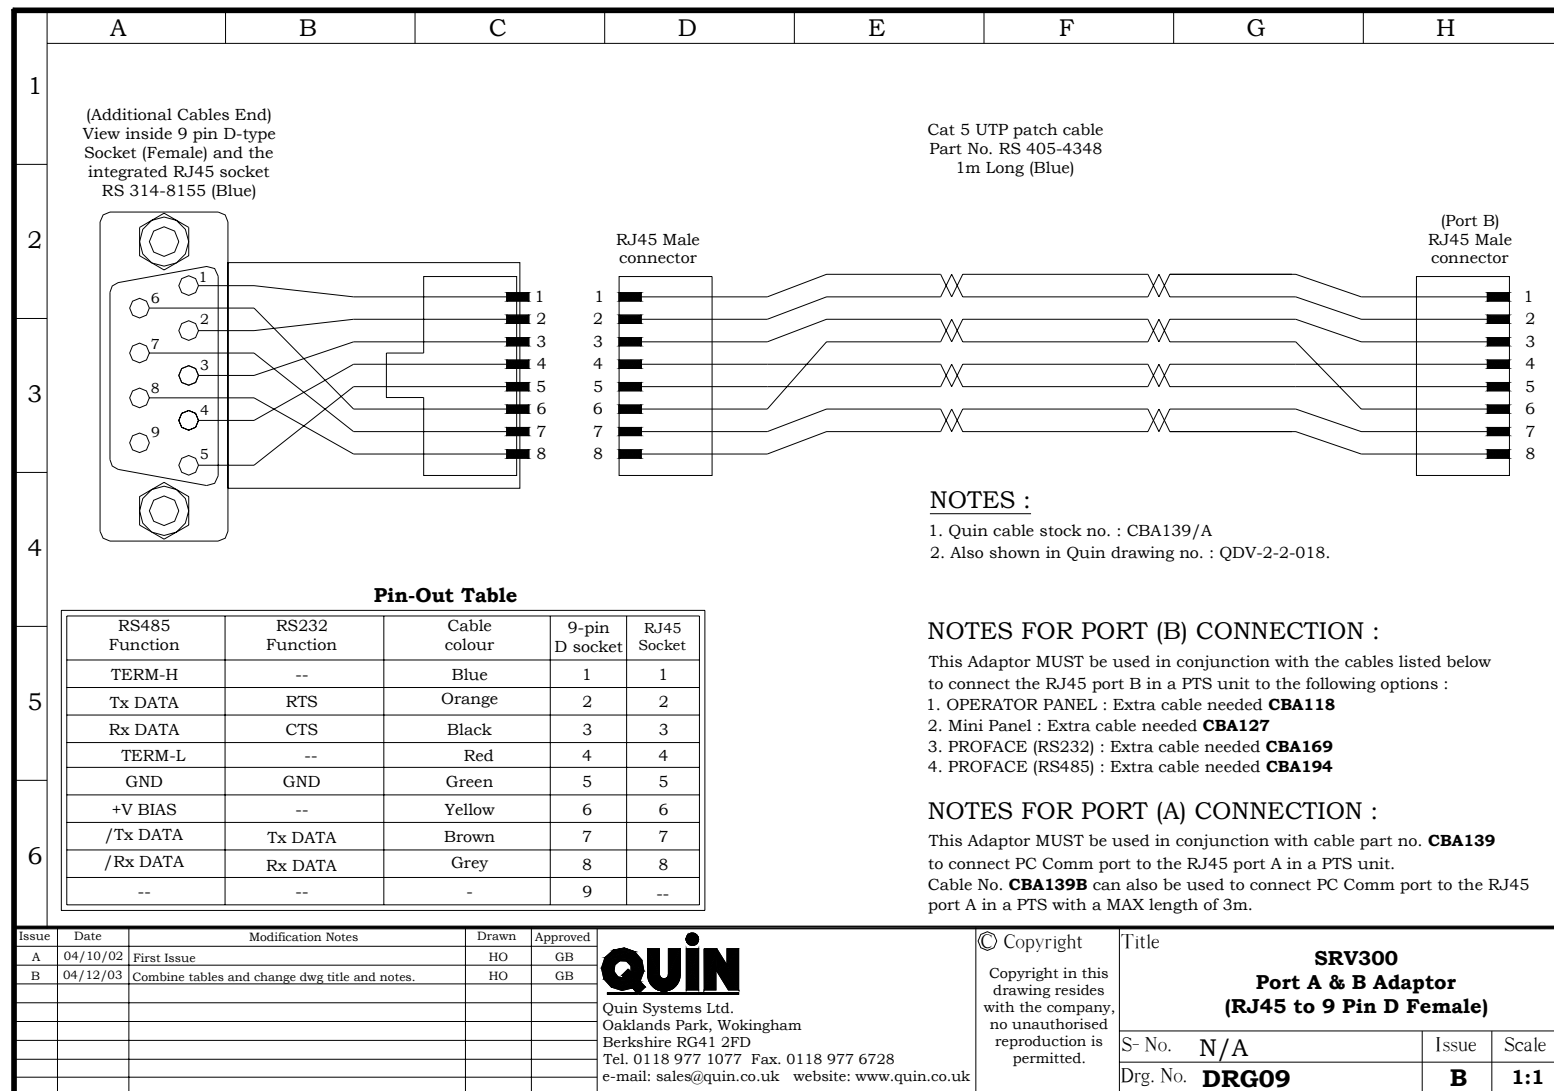 A B C D E F G H
1
2
3
4
5
6
(Additional Cables End)
View inside 9 pin D-type
Socket (Female) and the
integrated RJ45 socket
RS 314-8155 (Blue)
Cat 5 UTP patch cable
Part No. RS 405-4348
1m Long (Blue)
RJ45 Male
connector
(Port B)
RJ45 Male
connector
1
6
2
7
3
8
4
9
5
1
2
3
4
5
6
7
8
1
2
3
4
5
6
7
8
1
2
3
4
5
6
7
8
NOTES :
1. Quin cable stock no. : CBA139/A
2. Also shown in Quin drawing no. : QDV-2-2-018.
Pin-Out Table
RS485 Function RS232 Function Cable colour 9-pin D socket RJ45 Socket
TERM-H -- Blue 1 1
Tx DATA RTS Orange 2 2
Rx DATA CTS Black 3 3
TERM-L -- Red 4 4
GND GND Green 5 5
+V BIAS -- Yellow 6 6
/Tx DATA Tx DATA Brown 7 7
/Rx DATA Rx DATA Grey 8 8
-- -- - 9 --
NOTES FOR PORT (B) CONNECTION :
This Adaptor MUST be used in conjunction with the cables listed below
to connect the RJ45 port B in a PTS unit to the following options :
1. OPERATOR PANEL : Extra cable needed CBA118
2. Mini Panel : Extra cable needed CBA127
3. PROFACE (RS232) : Extra cable needed CBA169
4. PROFACE (RS485) : Extra cable needed CBA194
NOTES FOR PORT (A) CONNECTION :
This Adaptor MUST be used in conjunction with cable part no. CBA139
to connect PC Comm port to the RJ45 port A in a PTS unit.
Cable No. CBA139B can also be used to connect PC Comm port to the RJ45
port A in a PTS with a MAX length of 3m.
Issue Date Modification Notes Drawn Approved
A 04/10/02 First Issue HO GB
B 04/12/03 Combine tables and change dwg title and notes. HO GB
QUIN
Quin Systems Ltd.
Oaklands Park, Wokingham
Berkshire RG41 2FD
Tel. 0118 977 1077 Fax. 0118 977 6728
e-mail: sales@quin.co.uk website: www.quin.co.uk
© Copyright
Copyright in this
drawing resides
with the company,
no unauthorised
reproduction is
permitted.
Title
SRV300
Port A & B Adaptor
(RJ45 to 9 Pin D Female)
S- No. N/A Issue Scale
Drg. No. DRG09 B 1:1